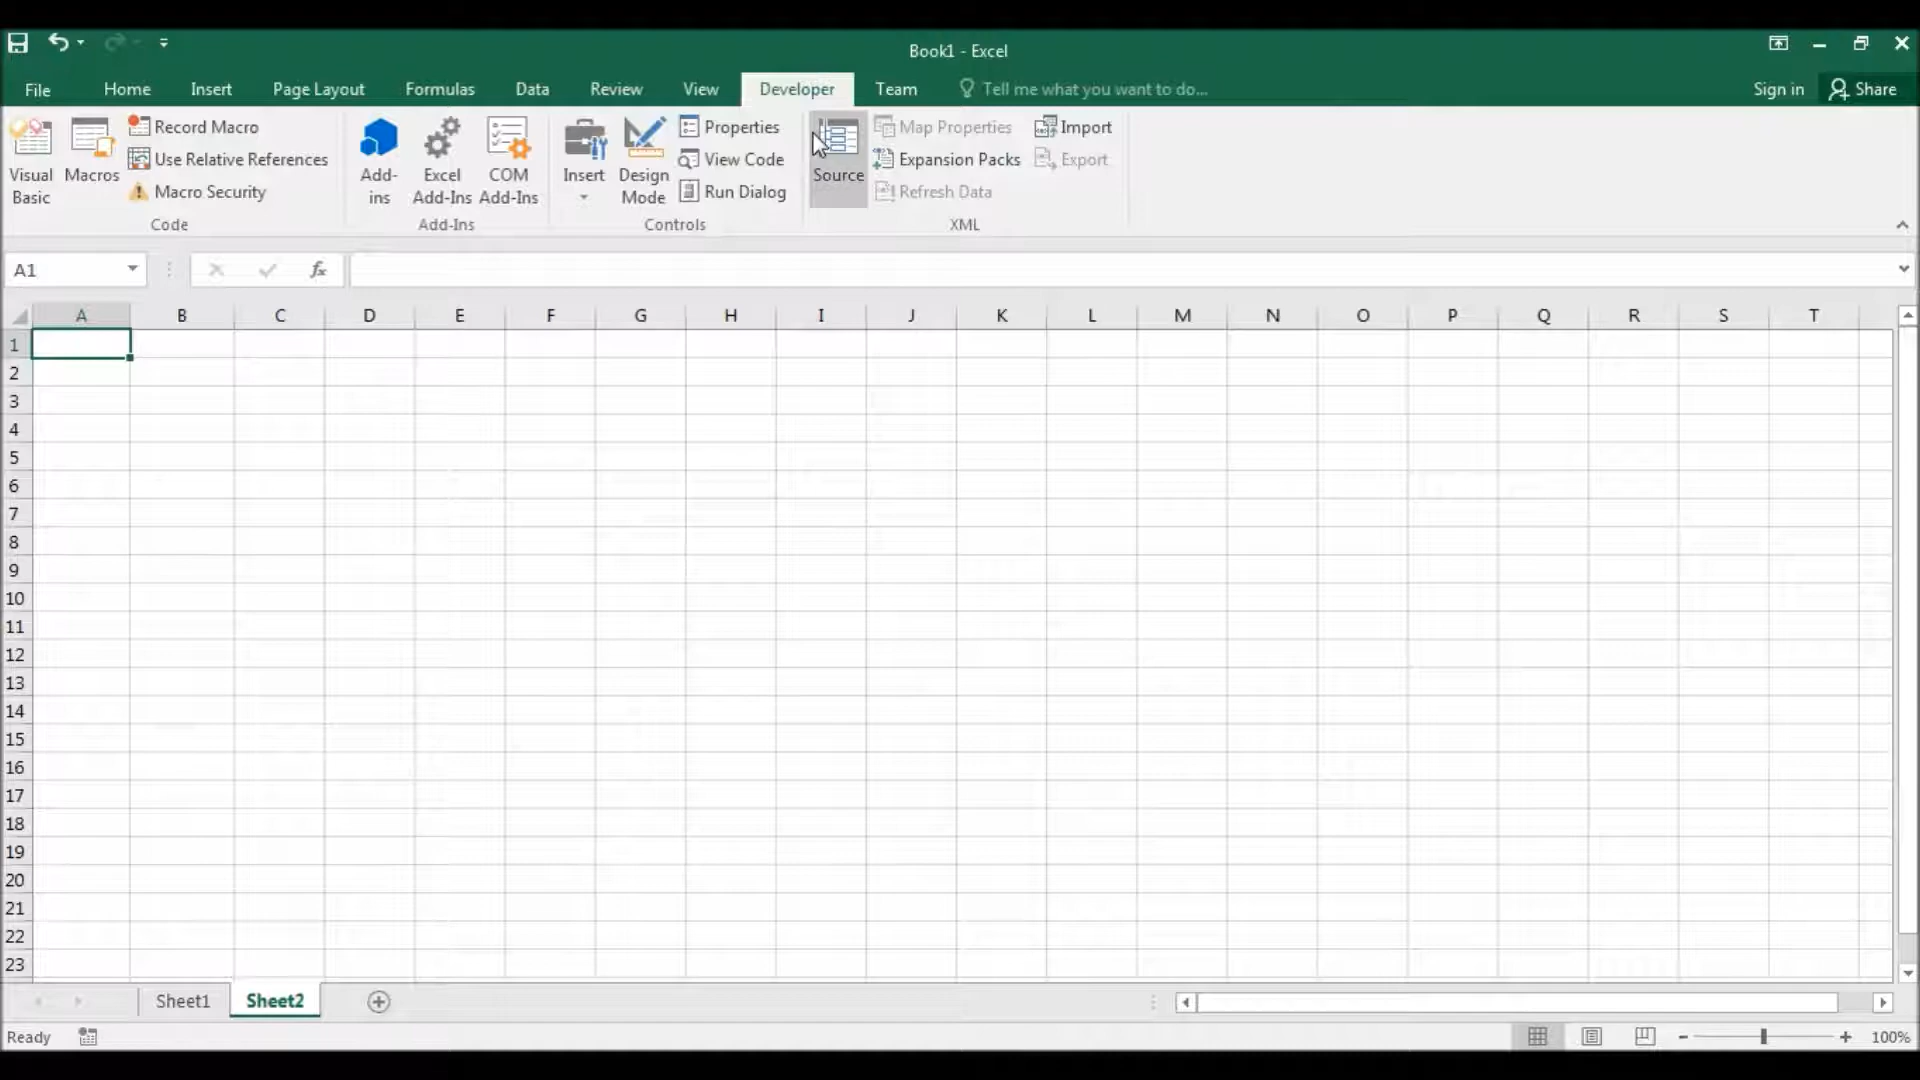 Book1 - Excel
File Home Insert Page Layout Formulas Data Review View Developer Team Tell me what you want to do... Sign in Share
Visual Basic
Macros
Record Macro
Use Relative References
Macro Security
Code
Add-ins
Excel Add-Ins
COM Add-Ins
Add-Ins
Insert
Design Mode
Properties
View Code
Run Dialog
Controls
Source
Map Properties
Expansion Packs
Refresh Data
Import
Export
XML
A1 fx
A B C D E F G H I J K L M N O P Q R S T
1
2
3
4
5
6
7
8
9
10
11
12
13
14
15
16
17
18
19
20
21
22
23
Sheet1 Sheet2
Ready 100%